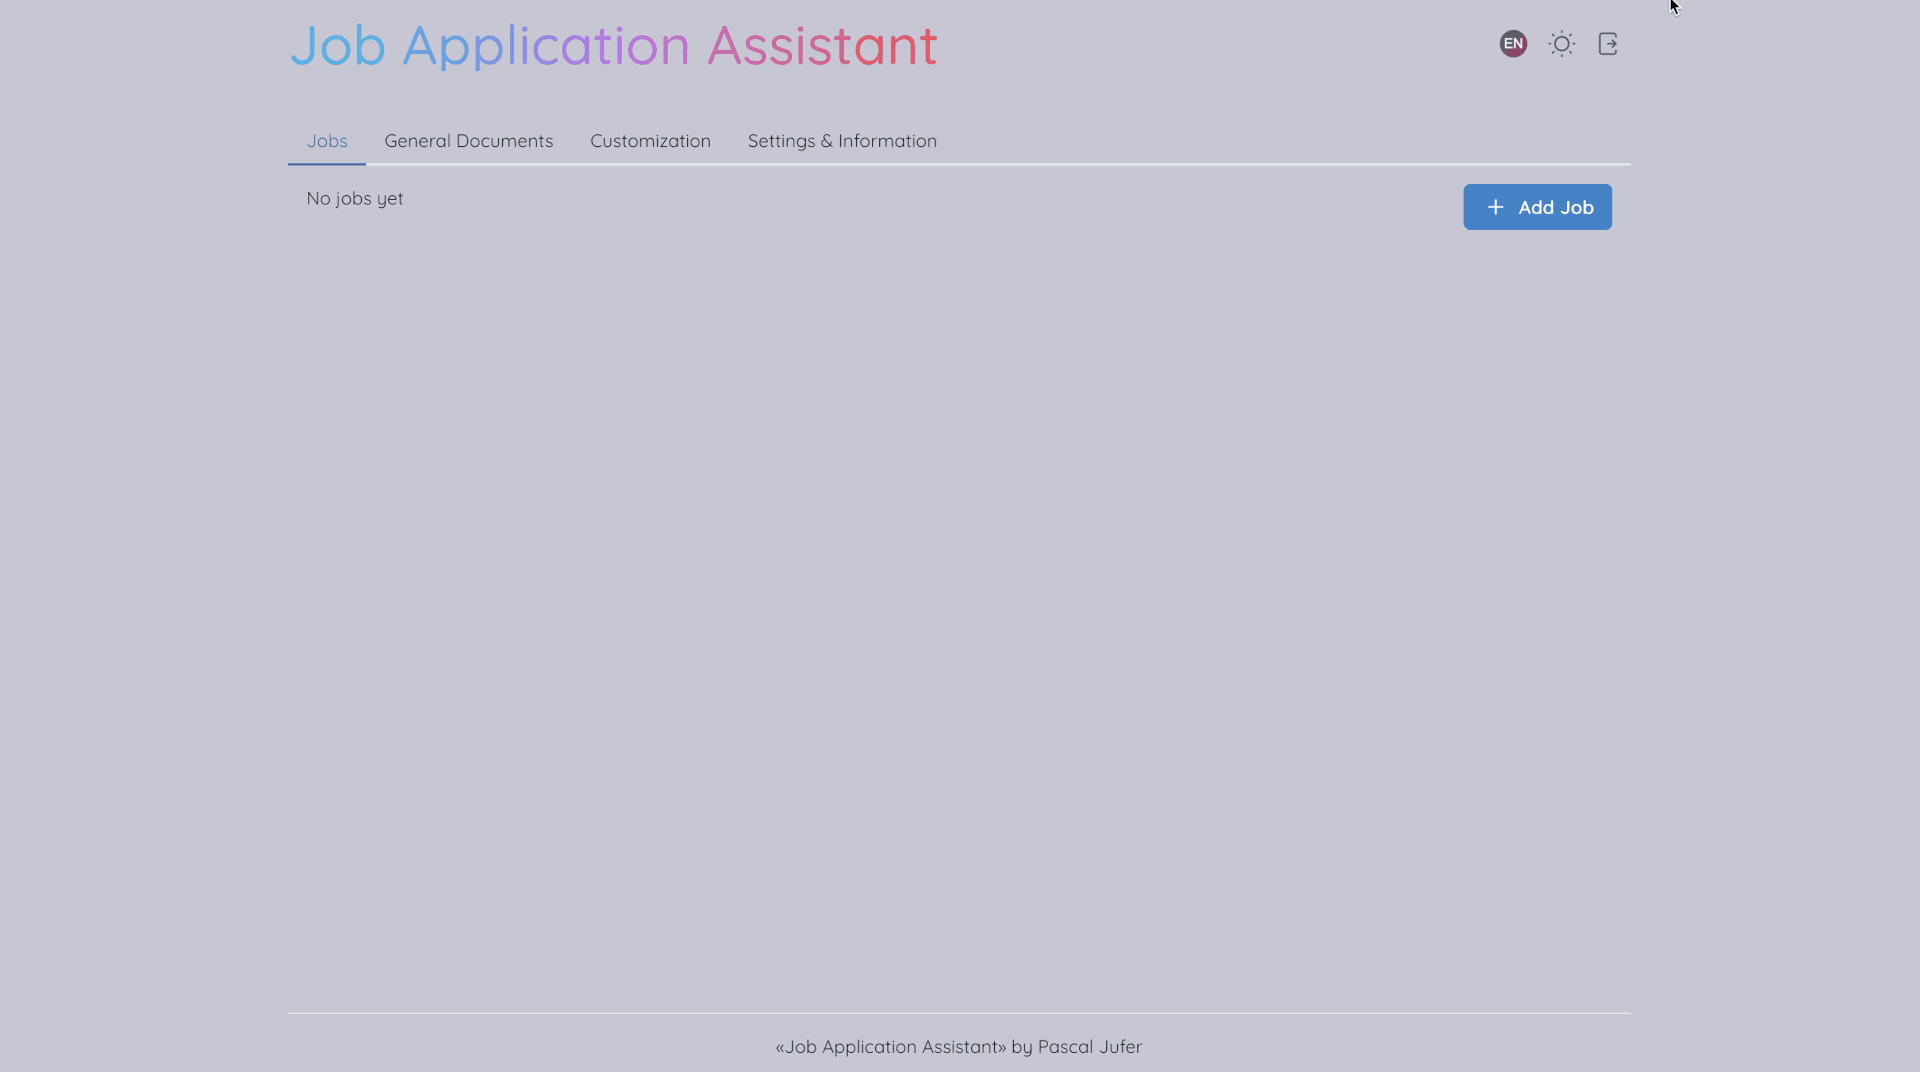 Job Application Assistant
EN
Jobs General Documents Customization Settings & Information
No jobs yet
Add Job
«Job Application Assistant» by Pascal Jufer